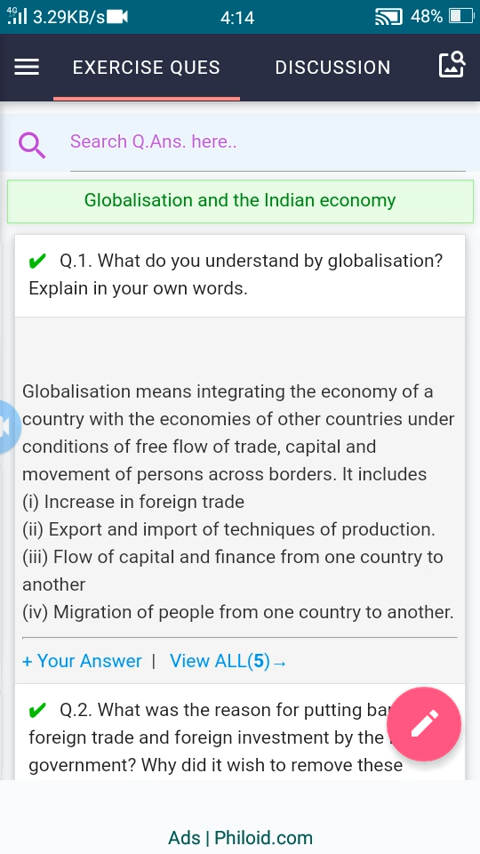 4G 3.29KB/s 4:14 48%
EXERCISE QUES DISCUSSION
Search Q.Ans. here..
Globalisation and the Indian economy
✔ Q.1. What do you understand by globalisation?
Explain in your own words.
Globalisation means integrating the economy of a
country with the economies of other countries under
conditions of free flow of trade, capital and
movement of persons across borders. It includes
(i) Increase in foreign trade
(ii) Export and import of techniques of production.
(iii) Flow of capital and finance from one country to
another
(iv) Migration of people from one country to another.
+ Your Answer | View ALL(5)→
✔ Q.2. What was the reason for putting
foreign trade and foreign investment by the
government? Why did it wish to remove these
Ads | Philoid.com